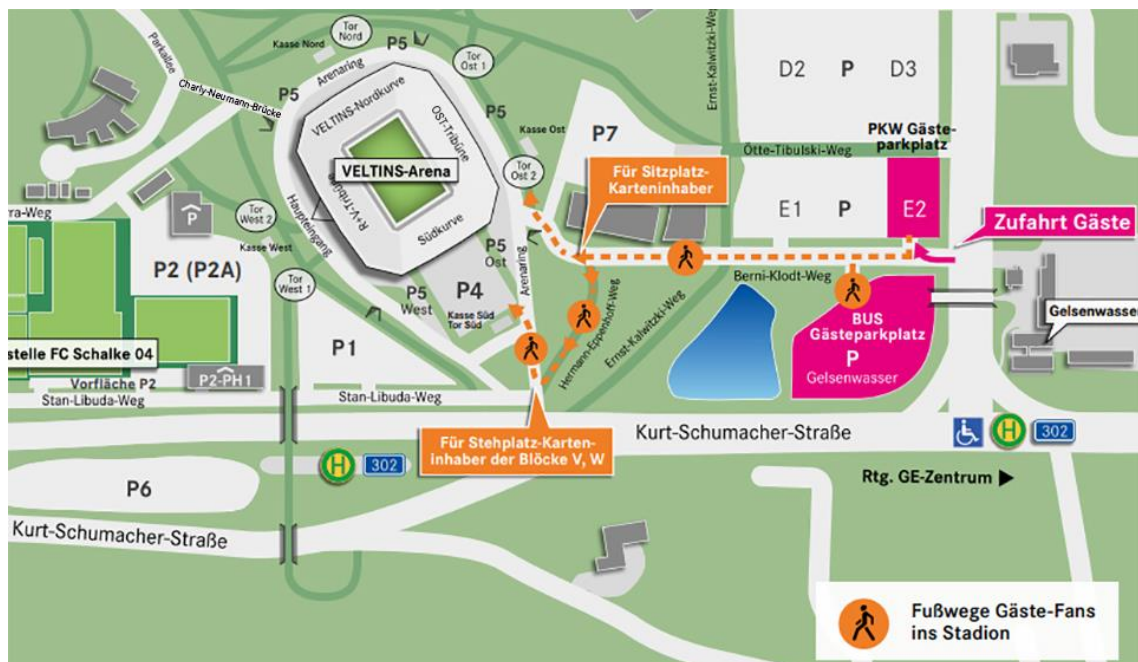 Tor
Nord
Kasse Nord
P5
Tor
Ost 1
Parkallee
Arenaring
Charly-Neumann-Brücke
P5
P5
VELTINS-Nordkurve
OST-Tribüne
VELTINS-Arena
R+V-Tribüne
Südkurve
Haupteingang
Kasse Ost
Tor
Ost 2
P7
Ernst-Kalwitzki-Weg
D2
P
D3
PKW Gäste-
parkplatz
Ötte-Tibulski-Weg
Für Sitzplatz-
Karteninhaber
E1
P
E2
Zufahrt Gäste
rra-Weg
P
Tor
West 2
Kasse West
P2 (P2A)
Tor
West 1
P5
Ost
Arenaring
P5
West
P4
Kasse Süd
Tor Süd
Hermann-Eppenhoff-Weg
Ernst-Kalwitzki-Weg
Berni-Klodt-Weg
BUS
Gästeparkplatz
P
Gelsenwasser
Gelsenwasser
stelle FC Schalke 04
P1
Vorfläche P2
P2-PH1
Stan-Libuda-Weg
Stan-Libuda-Weg
Für Stehplatz-Karten-
inhaber der Blöcke V, W
Kurt-Schumacher-Straße
H
302
H
302
Rtg. GE-Zentrum
P6
Kurt-Schumacher-Straße
Fußwege Gäste-Fans
ins Stadion